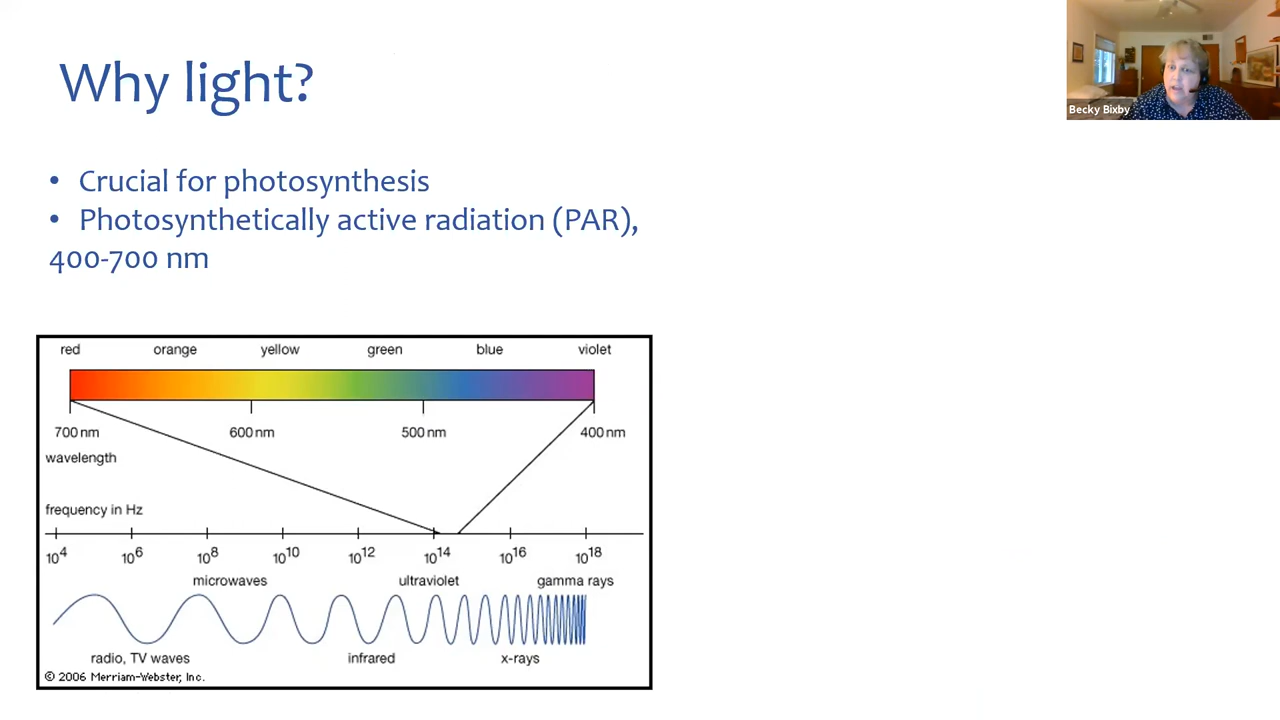 Why light?
Becky Bixby
• Crucial for photosynthesis
• Photosynthetically active radiation (PAR),
400-700 nm
red orange yellow green blue violet
700 nm 600 nm 500 nm 400 nm
wavelength
frequency in Hz
10⁴ 10⁶ 10⁸ 10¹⁰ 10¹² 10¹⁴ 10¹⁶ 10¹⁸
microwaves ultraviolet gamma rays
radio, TV waves infrared x-rays
© 2006 Merriam-Webster, Inc.